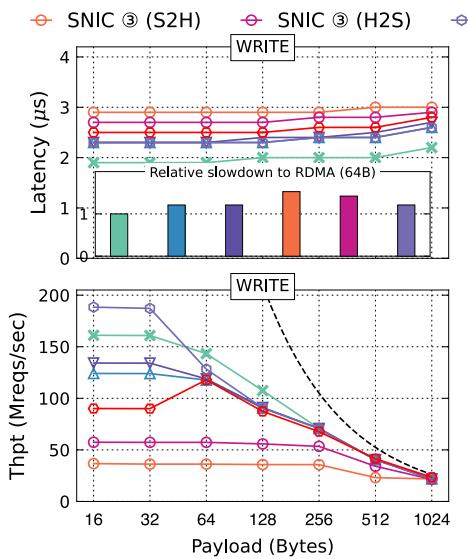 SNIC ③ (S2H) SNIC ③ (H2S)
WRITE
4
3
2
1
0
Latency (μs)
Relative slowdown to RDMA (64B)
1
0
WRITE
200
150
100
50
0
Thpt (Mreqs/sec)
16 32 64 128 256 512 1024
Payload (Bytes)